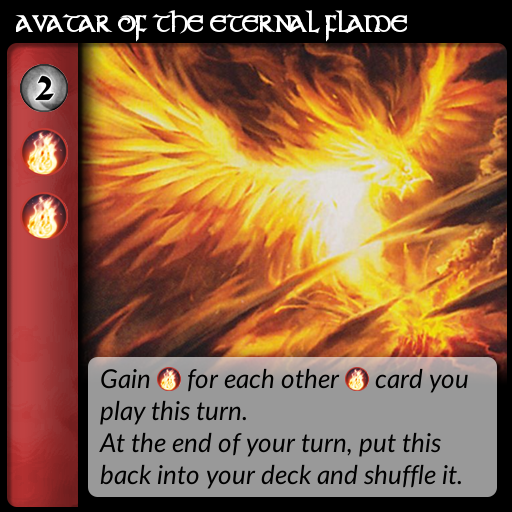 Avatar of the Eternal Flame
2
Gain for each other card you
play this turn.
At the end of your turn, put this
back into your deck and shuffle it.